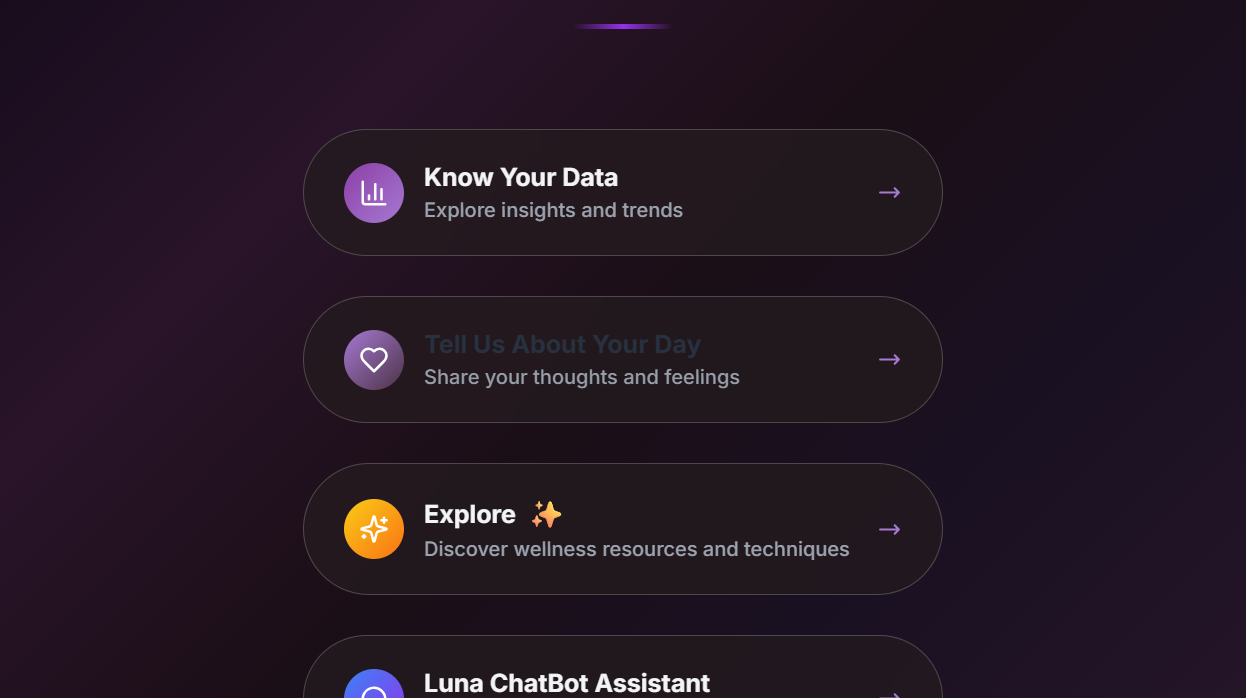 Know Your Data
Explore insights and trends
Tell Us About Your Day
Share your thoughts and feelings
Explore ✨
Discover wellness resources and techniques
Luna ChatBot Assistant